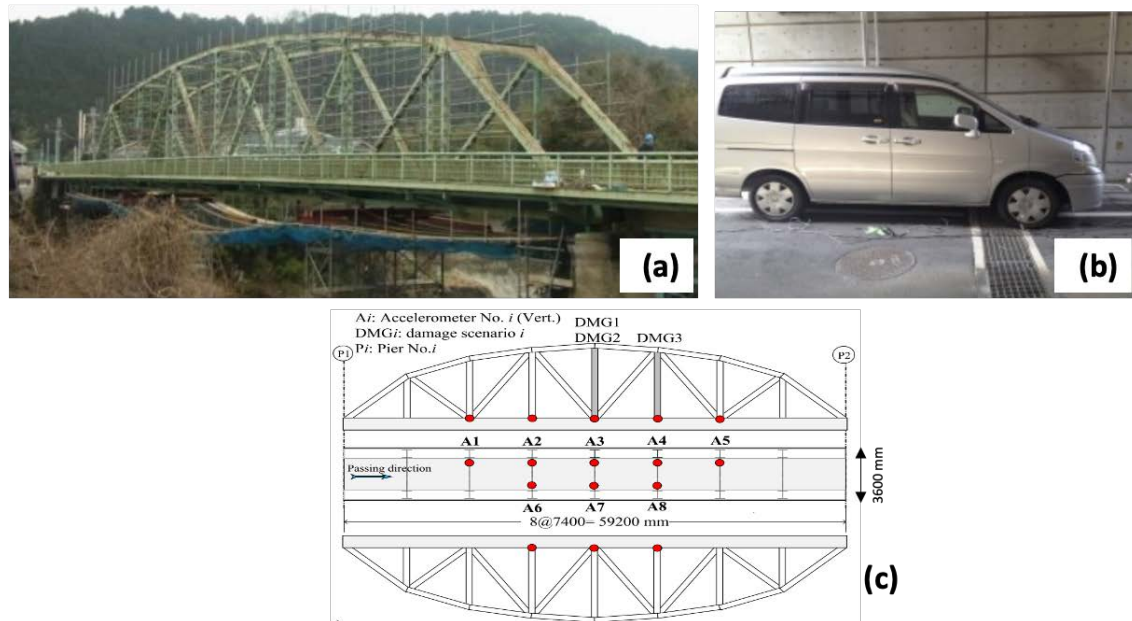 (a)
(b)
Ai: Accelerometer No. i (Vert.)
DMGi: damage scenario i
Pi: Pier No.i
DMG1
DMG2 DMG3
P1 P2
A1 A2 A3 A4 A5
Passing direction
3600 mm
A6 A7 A8
8@7400= 59200 mm
(c)